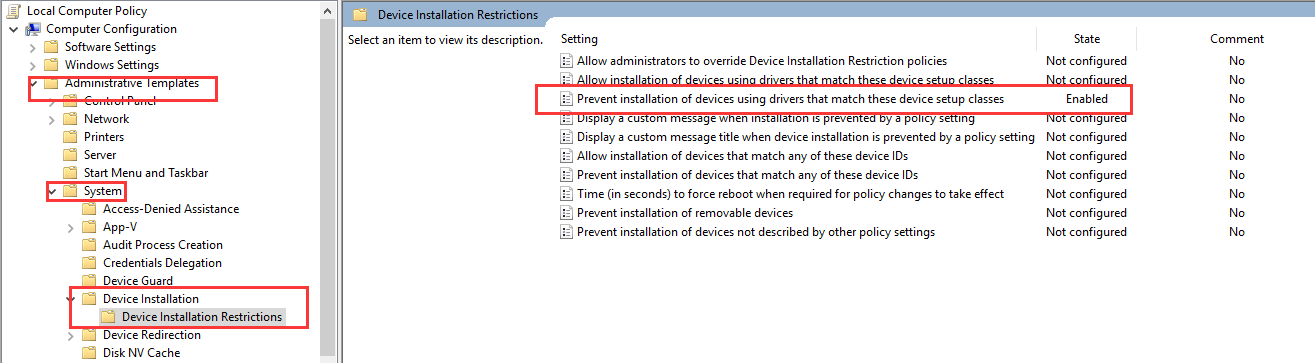 Local Computer Policy
Computer Configuration
Software Settings
Windows Settings
Administrative Templates
Control Panel
Network
Printers
Server
Start Menu and Taskbar
System
Access-Denied Assistance
App-V
Audit Process Creation
Credentials Delegation
Device Guard
Device Installation
Device Installation Restrictions
Device Redirection
Disk NV Cache
Device Installation Restrictions
Select an item to view its description.
Setting State Comment
Allow administrators to override Device Installation Restriction policies Not configured No
Allow installation of devices using drivers that match these device setup classes Not configured No
Prevent installation of devices using drivers that match these device setup classes Enabled No
Display a custom message when installation is prevented by a policy setting Not configured No
Display a custom message title when device installation is prevented by a policy setting Not configured No
Allow installation of devices that match any of these device IDs Not configured No
Prevent installation of devices that match any of these device IDs Not configured No
Time (in seconds) to force reboot when required for policy changes to take effect Not configured No
Prevent installation of removable devices Not configured No
Prevent installation of devices not described by other policy settings Not configured No